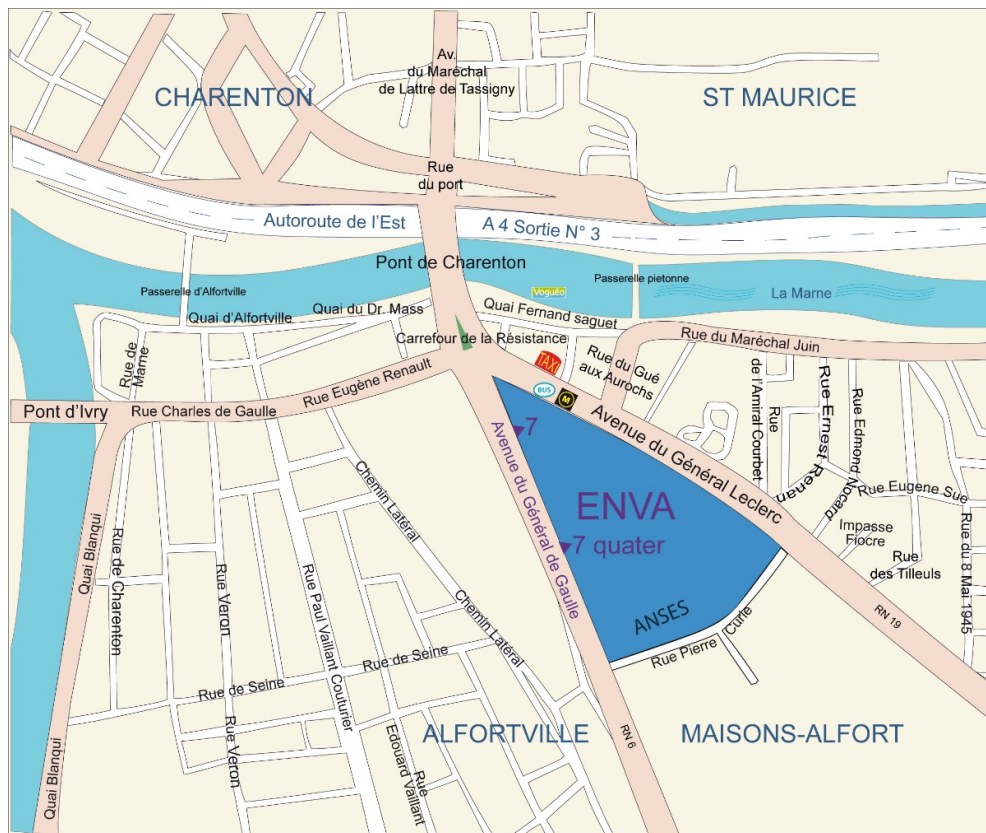 Av.
du Maréchal
de Lattre de Tassigny
CHARENTON
ST MAURICE
Rue
du port
Autoroute de l'Est
A 4 Sortie N° 3
Pont de Charenton
Passerelle pietonne
Passerelle d'Alfortville
Voguéo
La Marne
Quai du Dr. Mass
Quai Fernand saguet
Quai d'Alfortville
Carrefour de la Résistance
Rue du Maréchal Juin
Rue de
Marne
TAXI
Rue du Gué
aux Aurochs
Rue Eugène Renault
BUS
M
Pont d'Ivry
Rue Charles de Gaulle
Avenue du Général Leclerc
Rue
de l'Amiral Courbet
Rue Ernest Renan
Rue Edmond Nocard
7
Avenue du Général de Gaulle
Chemin Latéral
Rue Eugene Sue
ENVA
7 quater
Impasse
Fiocre
Rue
des Tilleuls
Rue du 8 Mai 1945
Quai Blanqui
Rue de Charenton
Rue Veron
Rue Paul Vaillant Couturier
Chemin Latéral
ANSES
RN 19
Rue Pierre Curie
Rue de Seine
Rue de Seine
ALFORTVILLE
MAISONS-ALFORT
RN 6
Quai Blanqui
Rue Veron
Rue
Edouard Vaillant